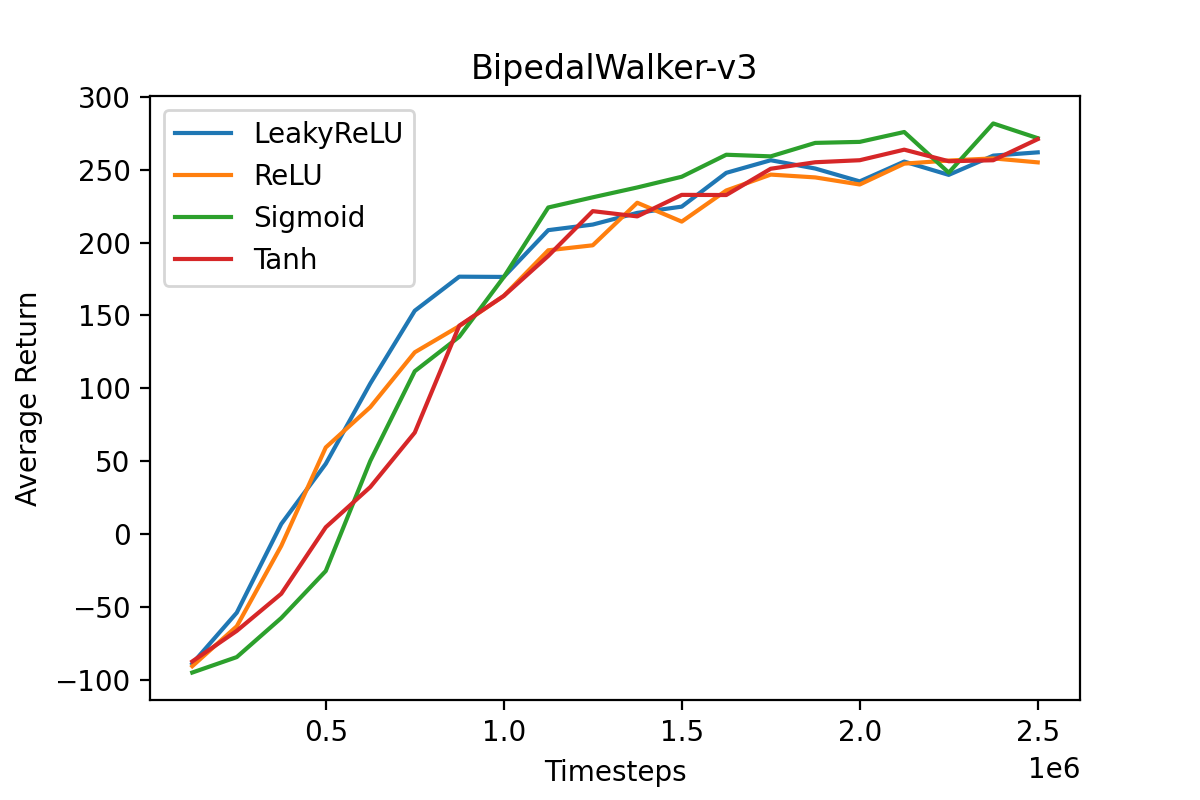 BipedalWalker-v3
300
250
200
150
100
50
0
−50
−100
Average Return
LeakyReLU
ReLU
Sigmoid
Tanh
0.5
1.0
1.5
2.0
2.5
1e6
Timesteps